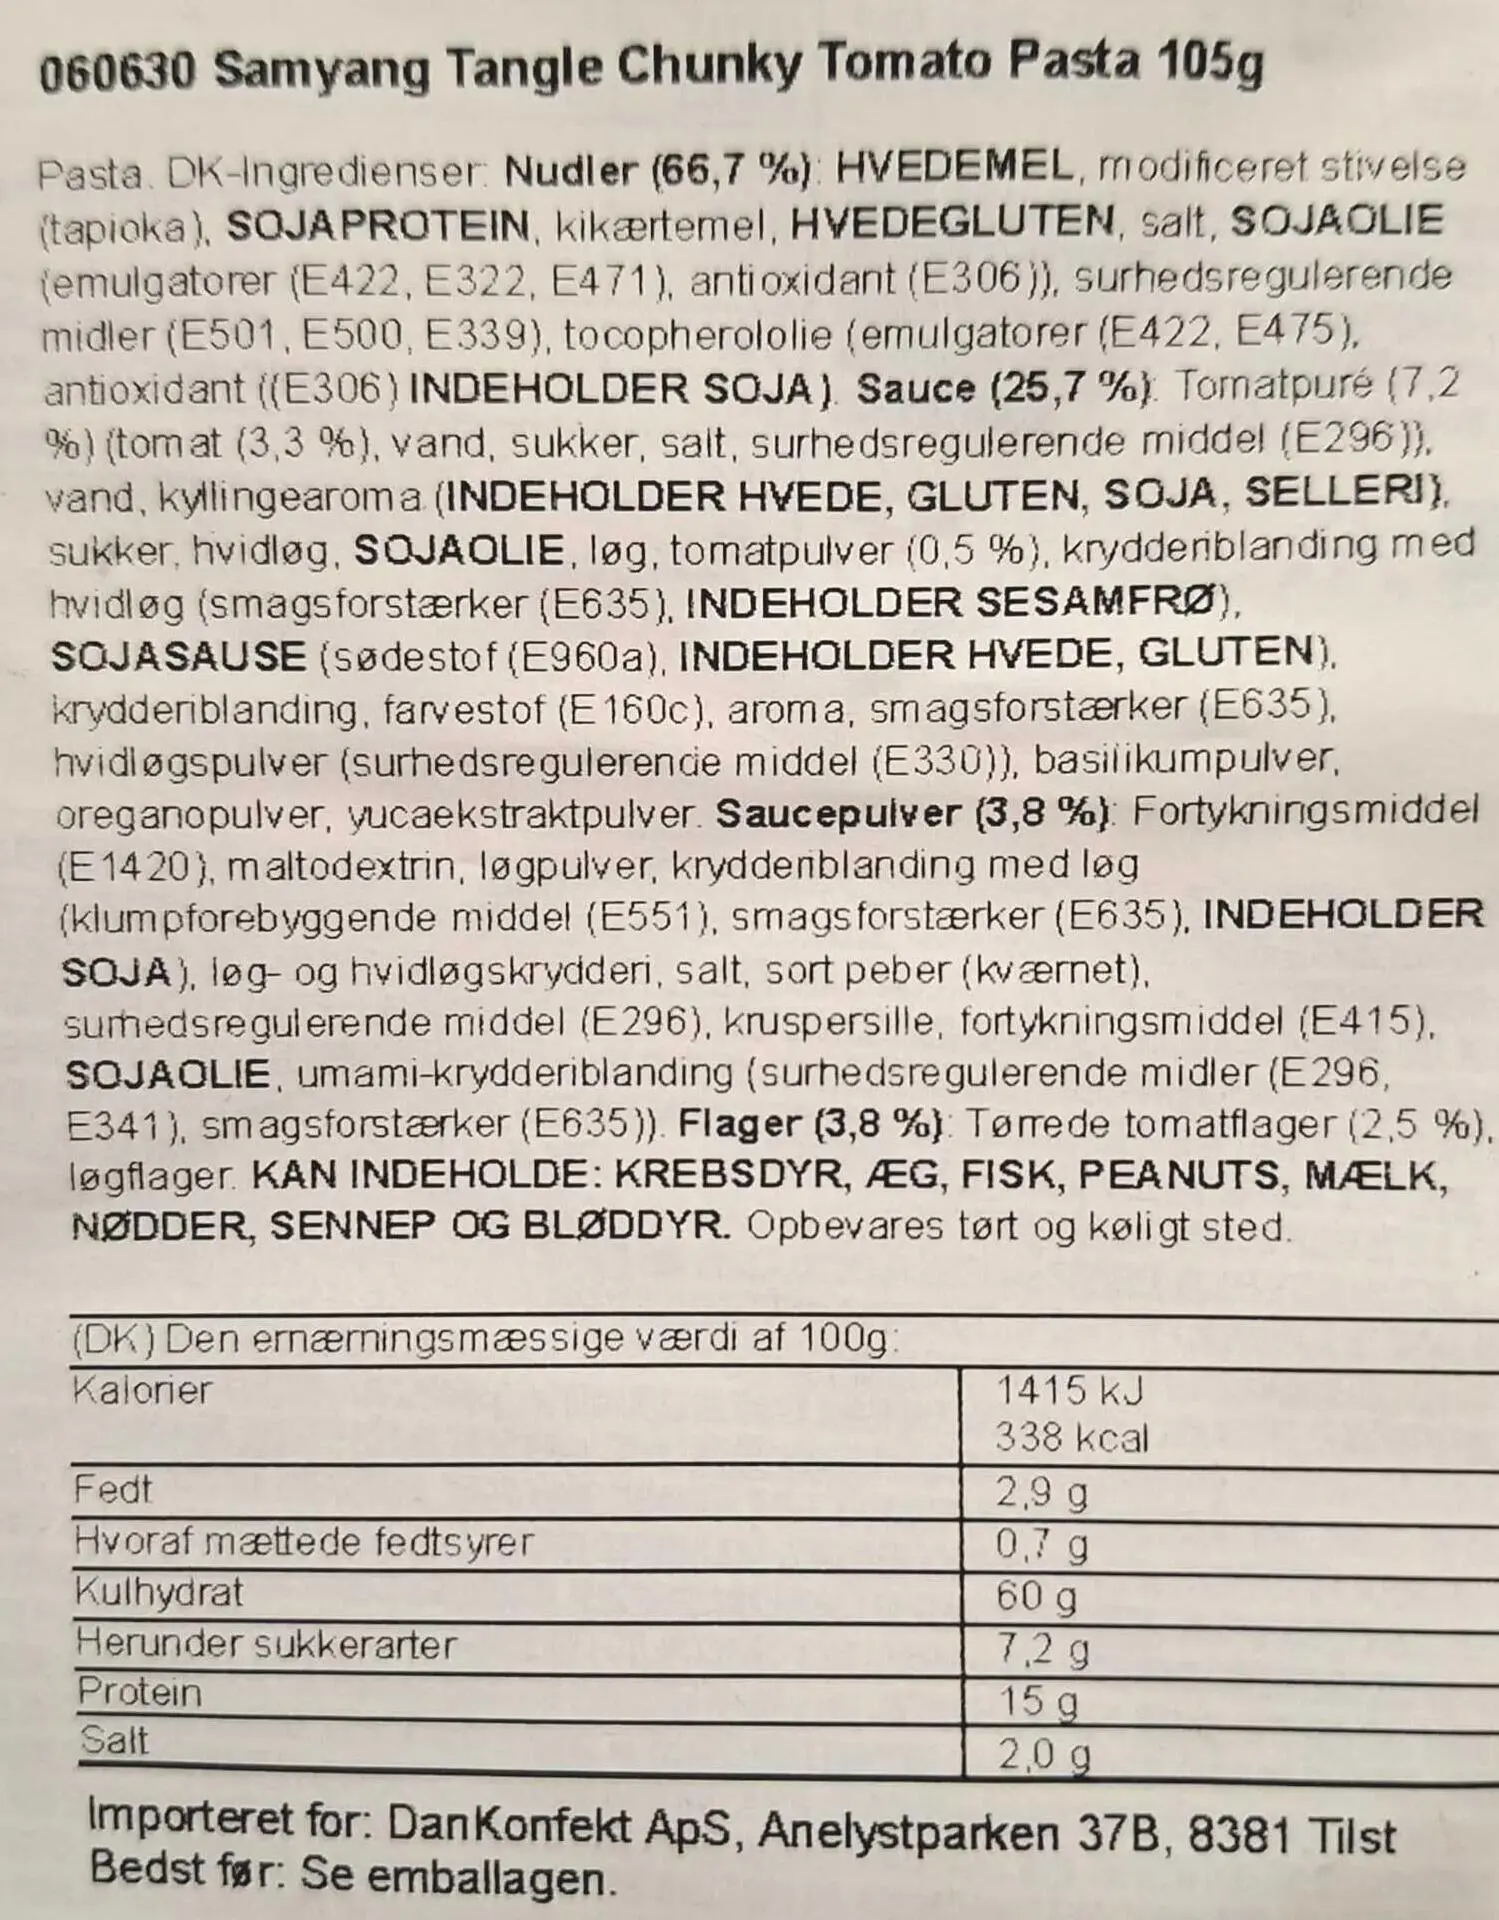 060630 Samyang Tangle Chunky Tomato Pasta 105g
Pasta. DK-Ingredienser: Nudler (66,7 %): HVEDEMEL, modificeret stivelse
(tapioka), SOJAPROTEIN, kikærtemel, HVEDEGLUTEN, salt, SOJAOLIE
(emulgatorer (E422, E322, E471), antioxidant (E306)), surhedsregulerende
midler (E501, E500, E339), tocopherololie (emulgatorer (E422, E475),
antioxidant ((E306) INDEHOLDER SOJA). Sauce (25,7 %): Tomatpuré (7,2
%) (tomat (3,3 %), vand, sukker, salt, surhedsregulerende middel (E296)),
vand, kyllingearoma (INDEHOLDER HVEDE, GLUTEN, SOJA, SELLERI),
sukker, hvidløg, SOJAOLIE, løg, tomatpulver (0,5 %), krydderiblanding med
hvidløg (smagsforstærker (E635), INDEHOLDER SESAMFRØ),
SOJASAUSE (sødestof (E960a), INDEHOLDER HVEDE, GLUTEN),
krydderiblanding, farvestof (E160c), aroma, smagsforstærker (E635),
hvidløgspulver (surhedsregulerende middel (E330)), basilikumpulver,
oreganopulver, yucaekstraktpulver. Saucepulver (3,8 %): Fortykningsmiddel
(E1420), maltodextrin, løgpulver, krydderiblanding med løg
(klumpforebyggende middel (E551), smagsforstærker (E635), INDEHOLDER
SOJA), løg- og hvidløgskrydderi, salt, sort peber (kværnet),
surhedsregulerende middel (E296), kruspersille, fortykningsmiddel (E415),
SOJAOLIE, umami-krydderiblanding (surhedsregulerende midler (E296,
E341), smagsforstærker (E635)). Flager (3,8 %): Tørrede tomatflager (2,5 %),
løgflager. KAN INDEHOLDE: KREBSDYR, ÆG, FISK, PEANUTS, MÆLK,
NØDDER, SENNEP OG BLØDDYR. Opbevares tørt og køligt sted.
(DK) Den ernærningsmæssige værdi af 100g:
Kalorier 1415 kJ
338 kcal
Fedt 2,9 g
Hvoraf mættede fedtsyrer 0,7 g
Kulhydrat 60 g
Herunder sukkerarter 7,2 g
Protein 15 g
Salt 2,0 g
Importeret for: DanKonfekt ApS, Anelystparken 37B, 8381 Tilst
Bedst før: Se emballagen.